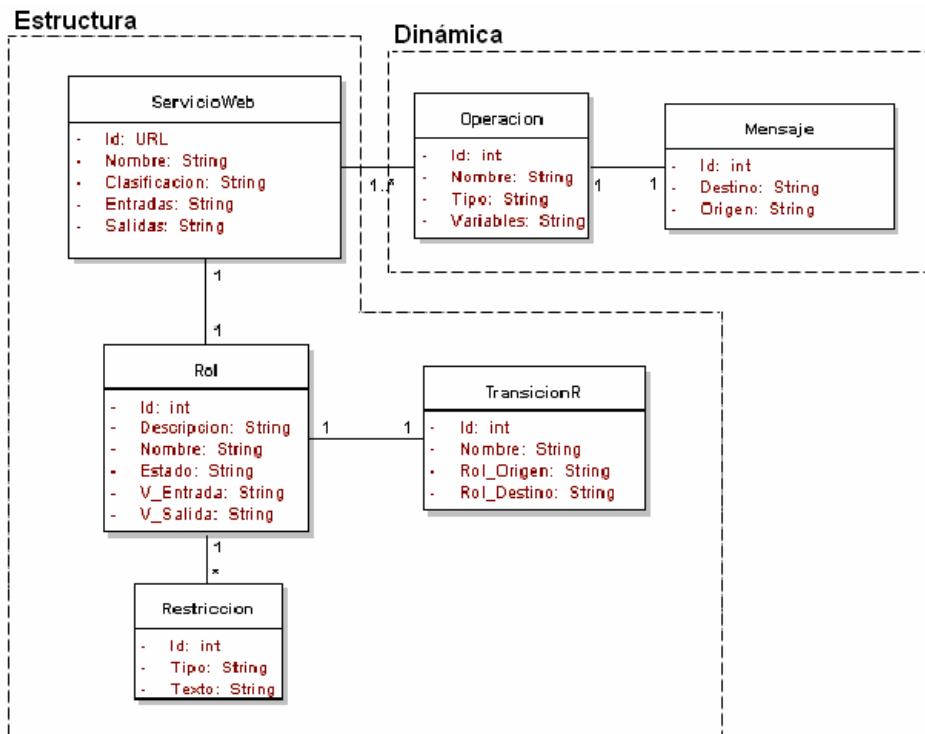 Estructura
Dinámica
ServicioWeb
- Id: URL
- Nombre: String
- Clasificacion: String
- Entradas: String
- Salidas: String
1..*
Operacion
- Id: int
- Nombre: String
- Tipo: String
- Variables: String
1
1
Mensaje
- Id: int
- Destino: String
- Origen: String
1
1
Rol
- Id: int
- Descripcion: String
- Nombre: String
- Estado: String
- V_Entrada: String
- V_Salida: String
1
1
TransicionR
- Id: int
- Nombre: String
- Rol_Origen: String
- Rol_Destino: String
1
*
Restriccion
- Id: int
- Tipo: String
- Texto: String